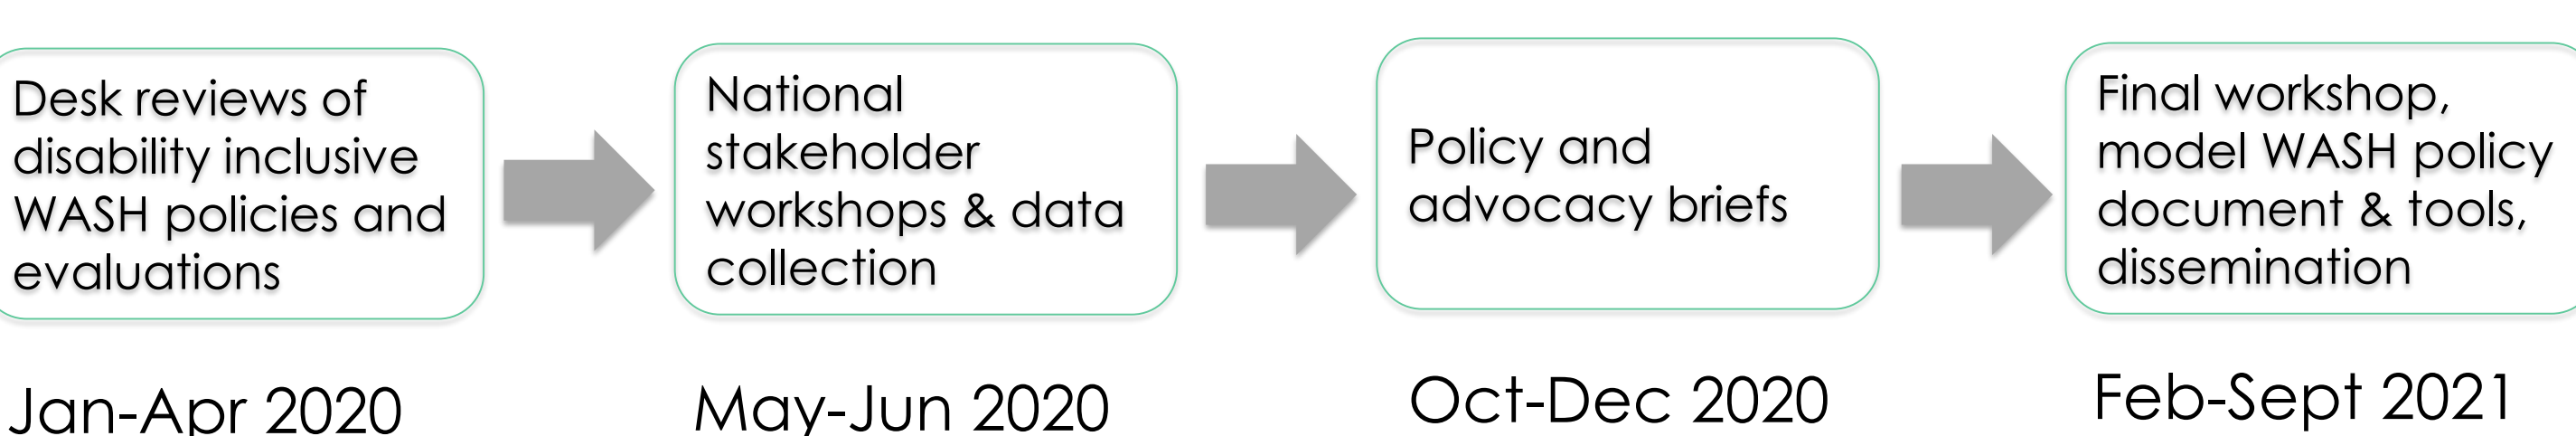 Desk reviews of
disability inclusive
WASH policies and
evaluations
National
stakeholder
workshops & data
collection
Policy and
advocacy briefs
Final workshop,
model WASH policy
document & tools,
dissemination
Jan-Apr 2020
May-Jun 2020
Oct-Dec 2020
Feb-Sept 2021